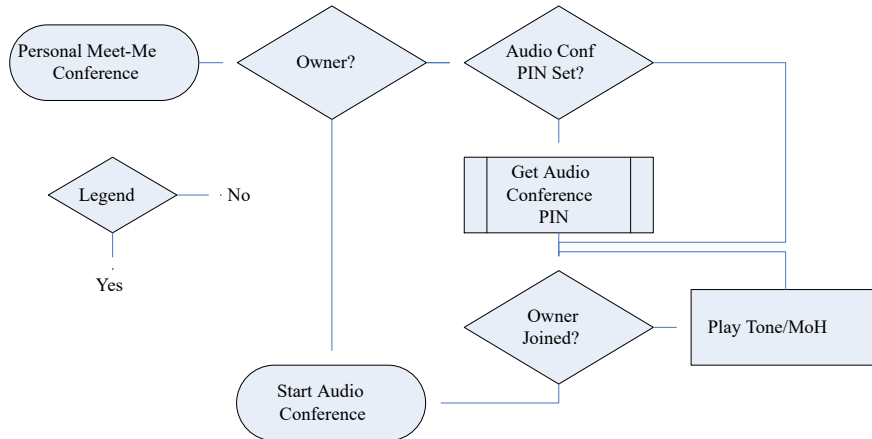 Personal Meet-Me
Conference
Owner?
Audio Conf
PIN Set?
Legend
No
Yes
Get Audio
Conference
PIN
Owner
Joined?
Play Tone/MoH
Start Audio
Conference